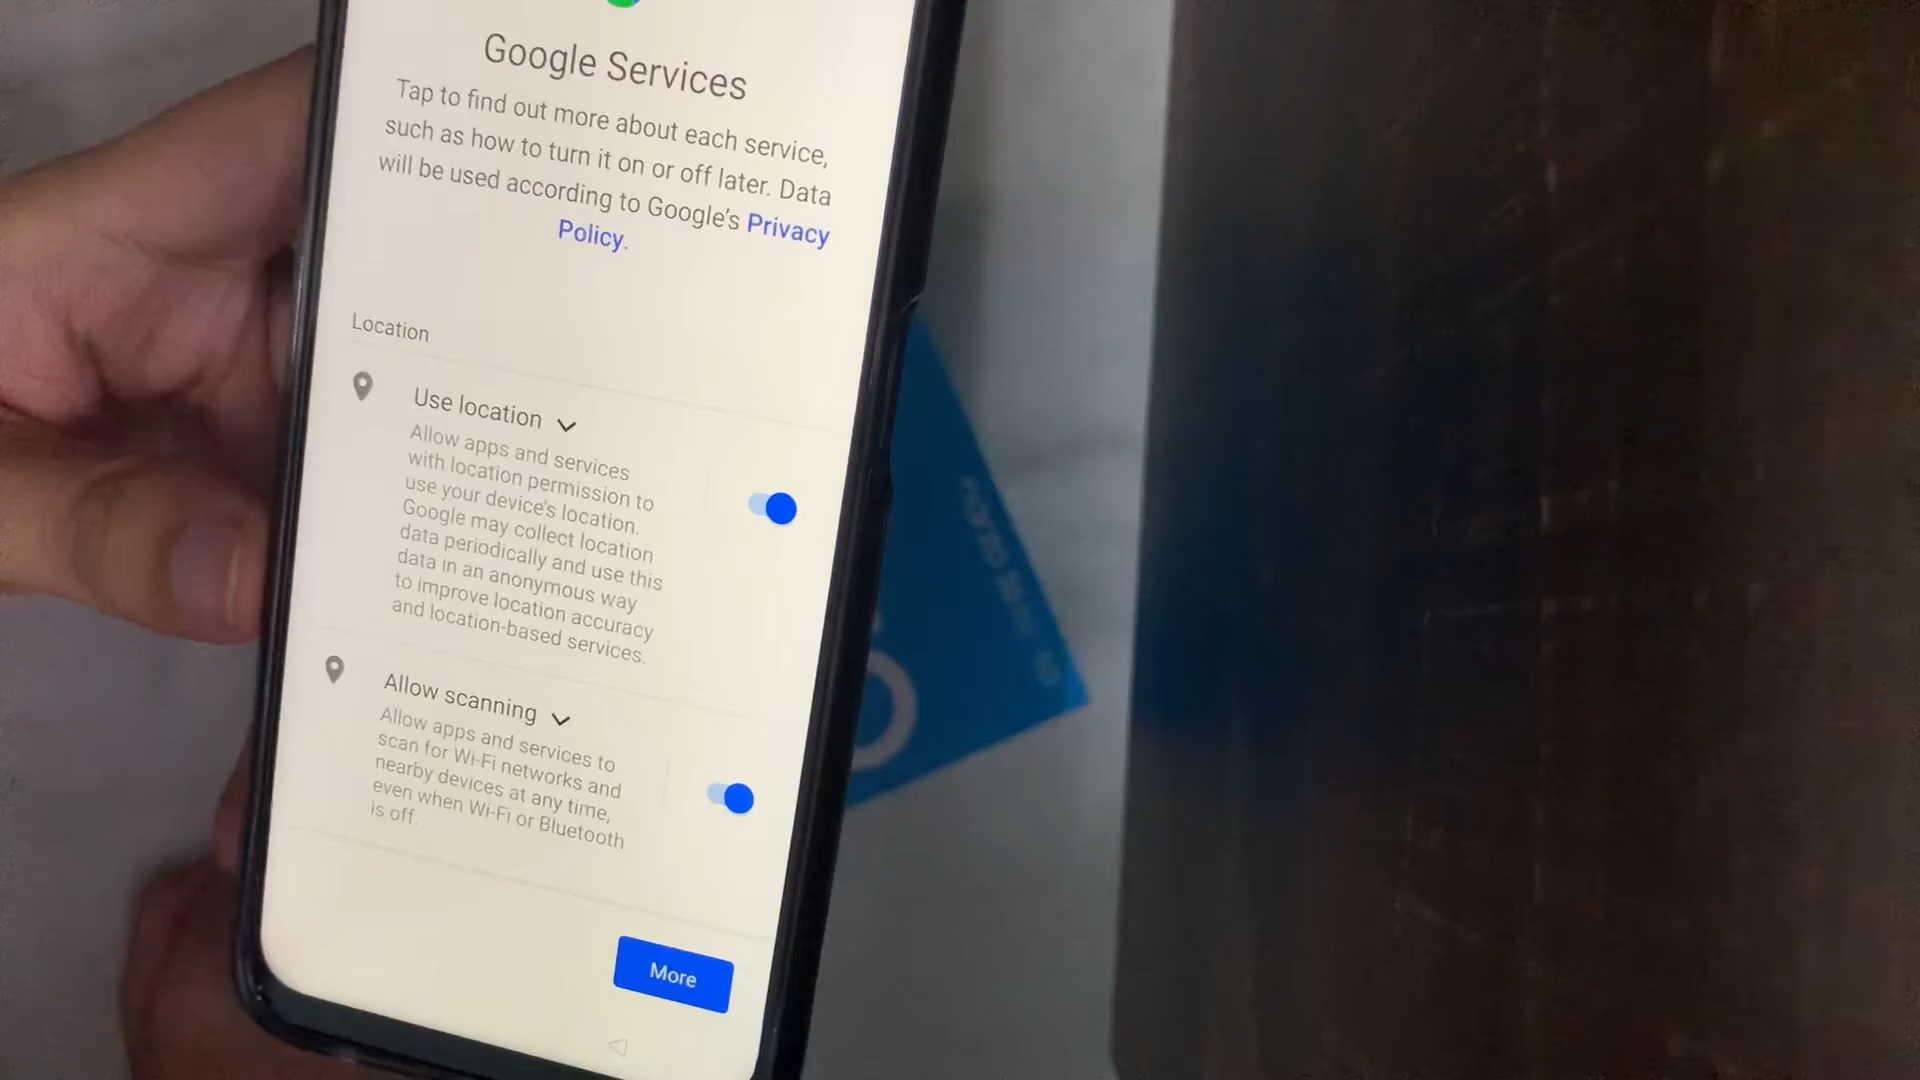 Google Services
Tap to find out more about each service,
such as how to turn it on or off later. Data
will be used according to Google's Privacy
Policy.
Location
Use location
Allow apps and services
with location permission to
use your device's location.
Google may collect location
data periodically and use this
data in an anonymous way
to improve location accuracy
and location-based services.
Allow scanning
Allow apps and services to
scan for Wi-Fi networks and
nearby devices at any time,
even when Wi-Fi or Bluetooth
is off.
More